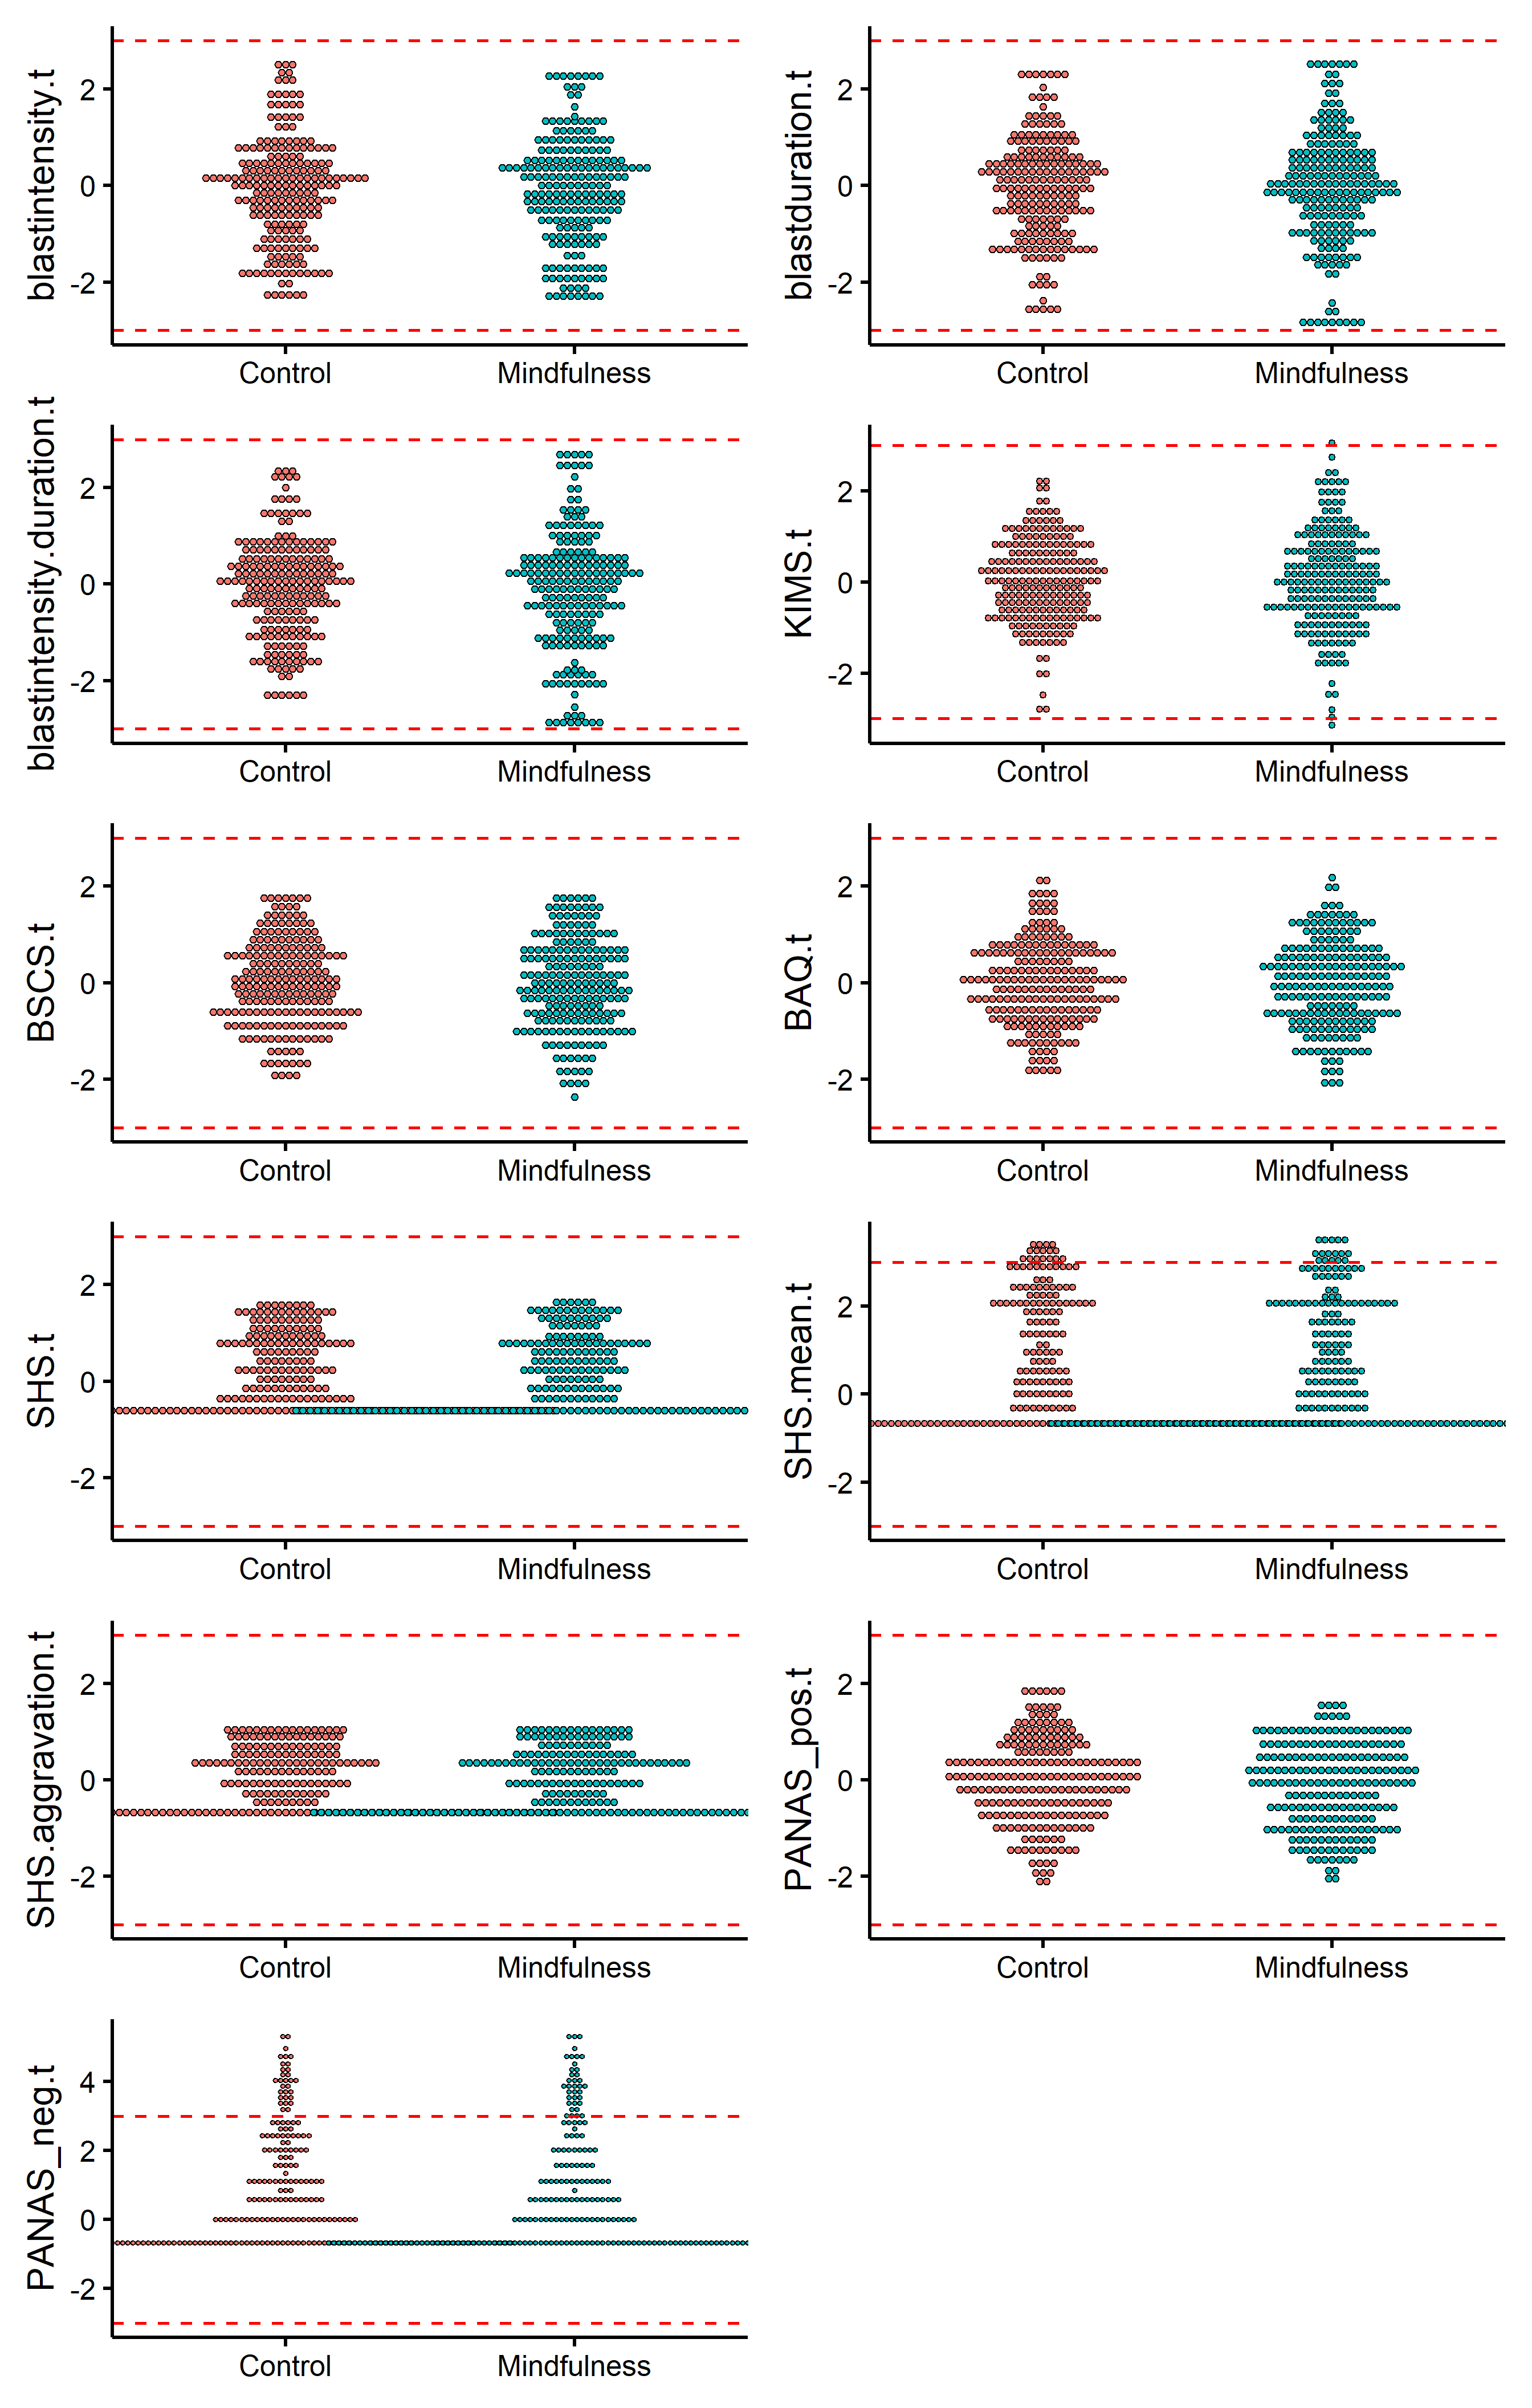 blastintensity.t
2
0
-2
Control Mindfulness
blastduration.t
2
0
-2
Control Mindfulness
blastintensity.duration.t
2
0
-2
Control Mindfulness
KIMS.t
2
0
-2
Control Mindfulness
BSCS.t
2
0
-2
Control Mindfulness
BAQ.t
2
0
-2
Control Mindfulness
SHS.t
2
0
-2
Control Mindfulness
SHS.mean.t
2
0
-2
Control Mindfulness
SHS.aggravation.t
2
0
-2
Control Mindfulness
PANAS_pos.t
2
0
-2
Control Mindfulness
PANAS_neg.t
4
2
0
-2
Control Mindfulness